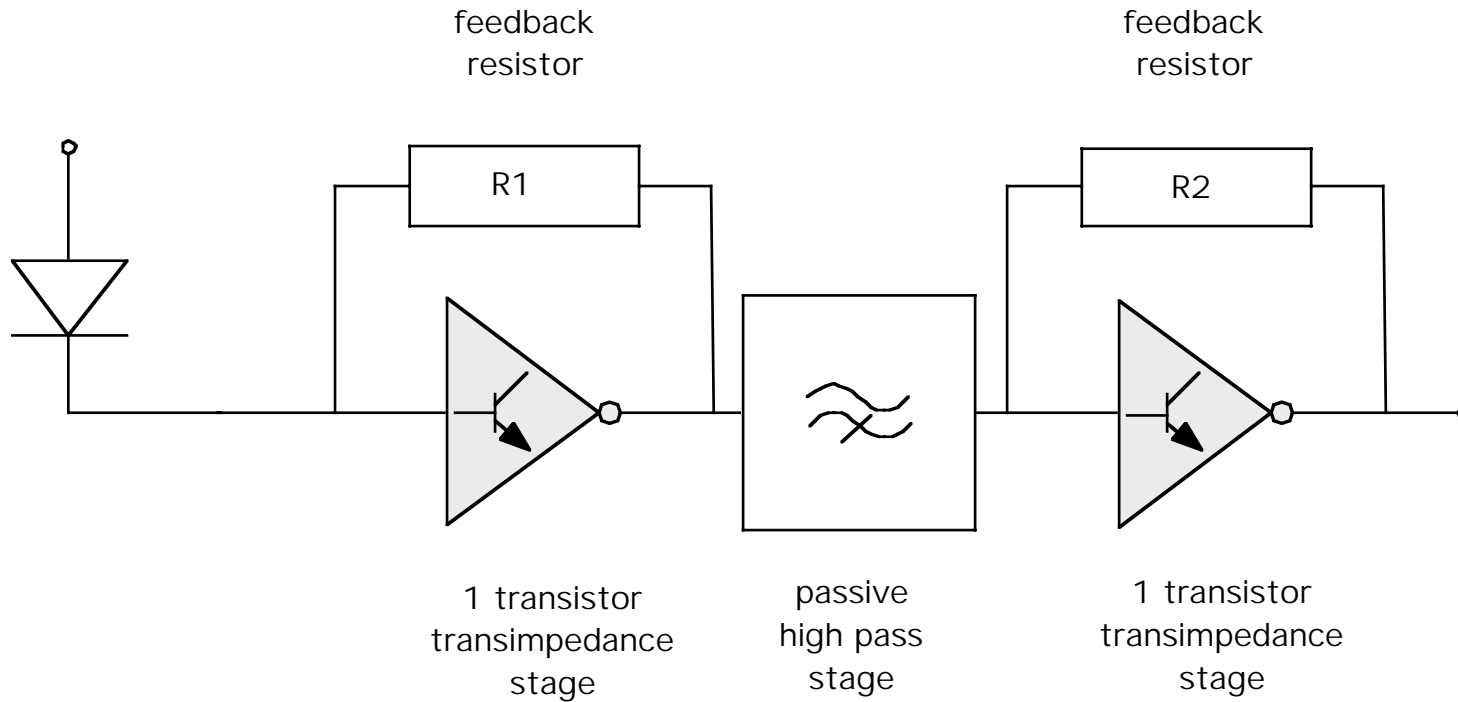 feedback
resistor
feedback
resistor
R1
R2
1 transistor
transimpedance
stage
passive
high pass
stage
1 transistor
transimpedance
stage